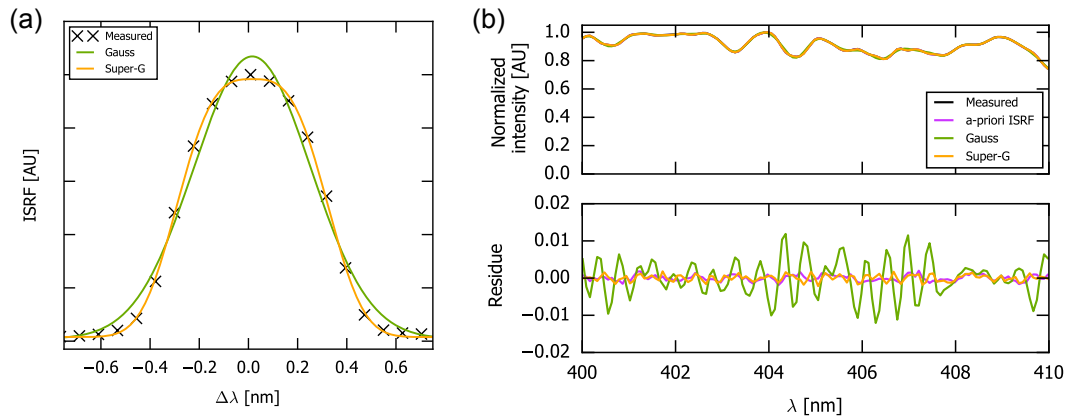 (a)
Measured
Gauss
Super-G
ISRF [AU]
−0.6 −0.4 −0.2 0.0 0.2 0.4 0.6
Δλ [nm]
(b)
Normalized
intensity [AU]
1.0
0.8
0.6
0.4
0.2
0.0
Measured
a-priori ISRF
Gauss
Super-G
Residue
0.02
0.01
0.00
−0.01
−0.02
400 402 404 406 408 410
λ [nm]